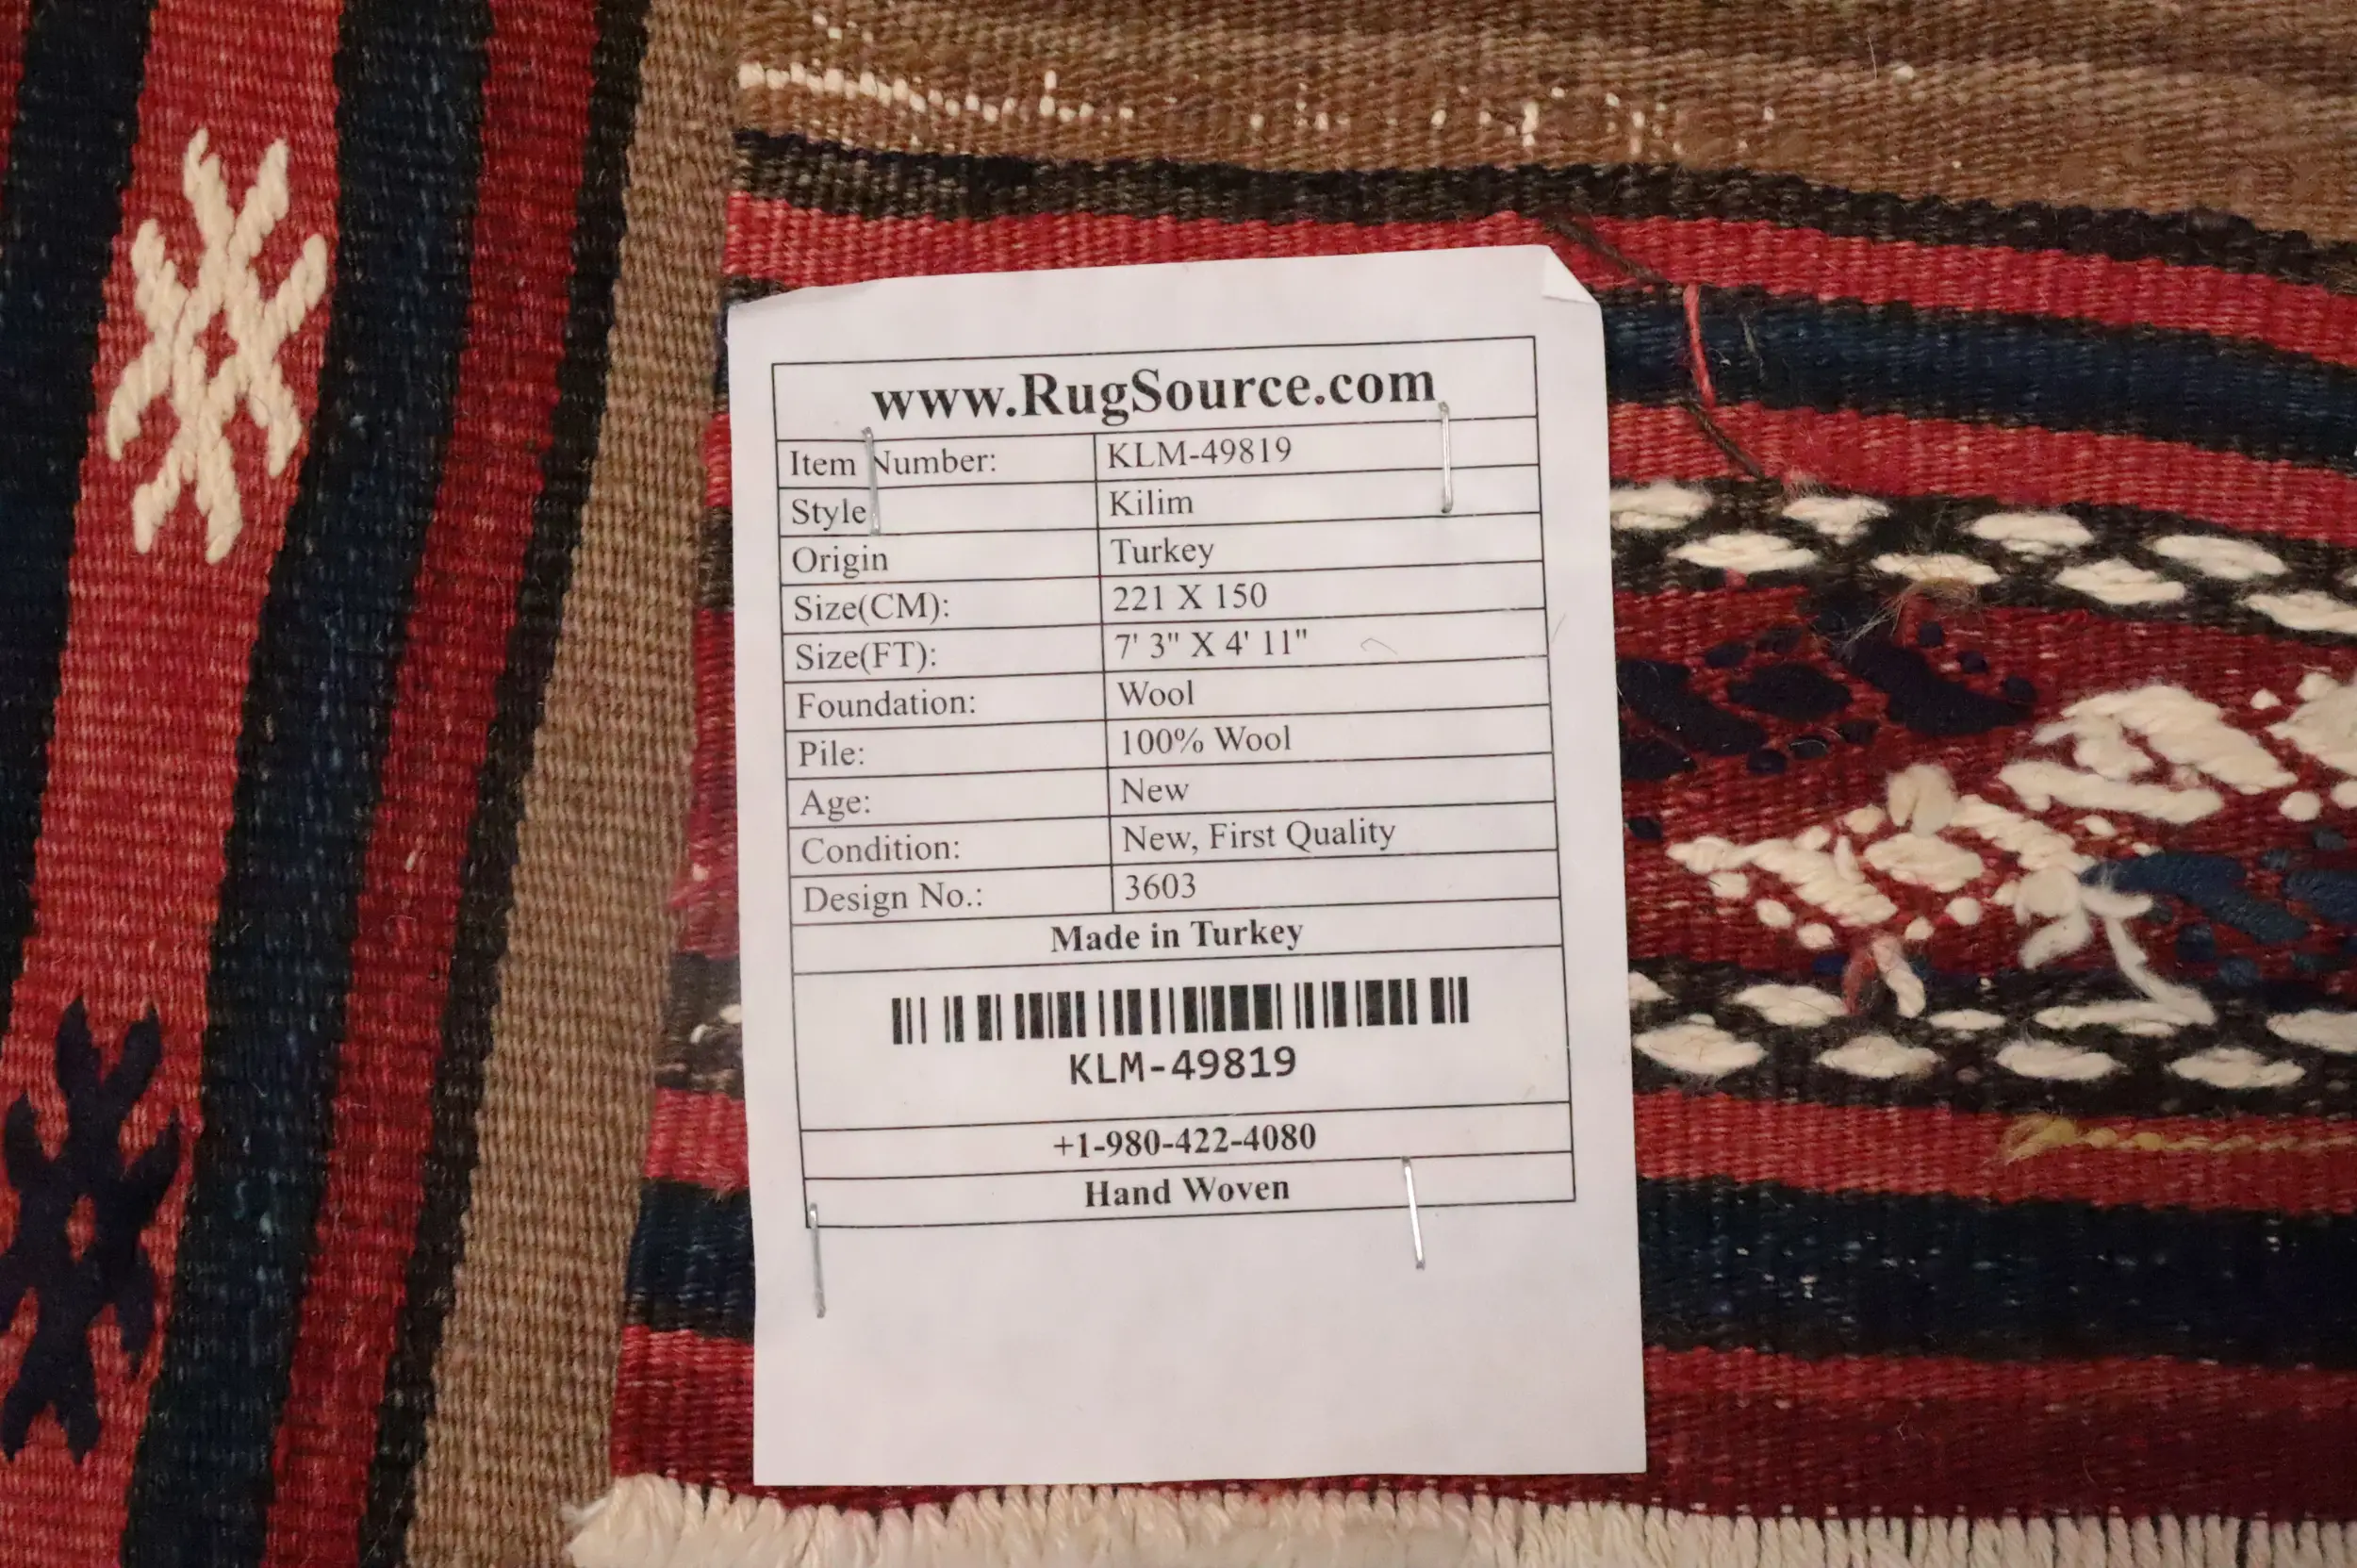 www.RugSource.com
Item Number: KLM-49819
Style Kilim
Origin Turkey
Size(CM): 221 X 150
Size(FT): 7' 3" X 4' 11"
Foundation: Wool
Pile: 100% Wool
Age: New
Condition: New, First Quality
Design No.: 3603
Made in Turkey
KLM-49819
+1-980-422-4080
Hand Woven